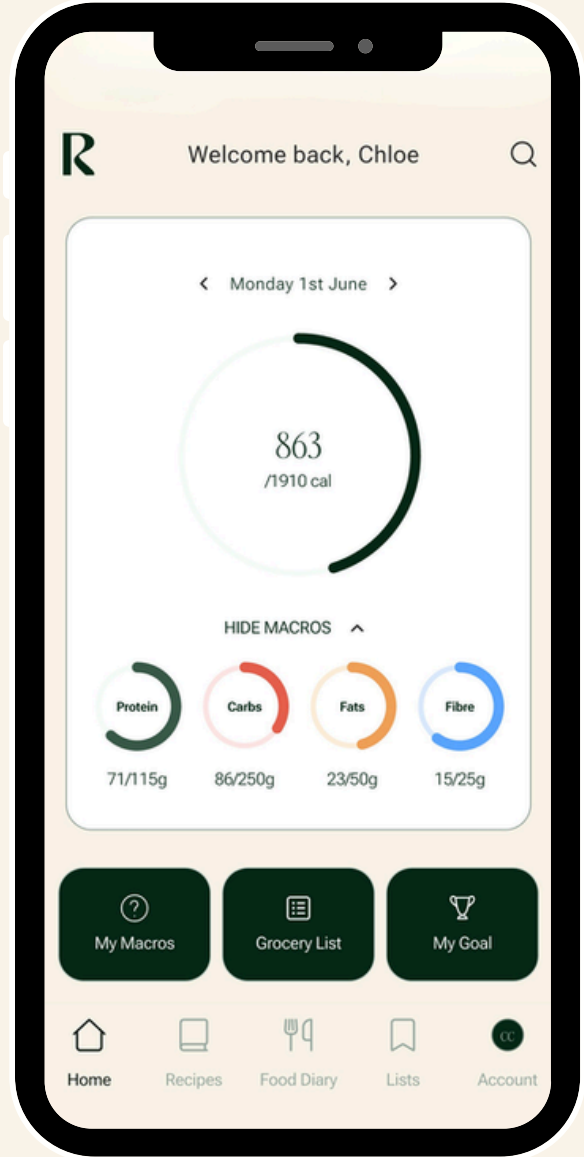 R
Welcome back, Chloe
Monday 1st June
863
/1910 cal
HIDE MACROS
Protein
Carbs
Fats
Fibre
71/115g
86/250g
23/50g
15/25g
My Macros
Grocery List
My Goal
CC
Home
Recipes
Food Diary
Lists
Account